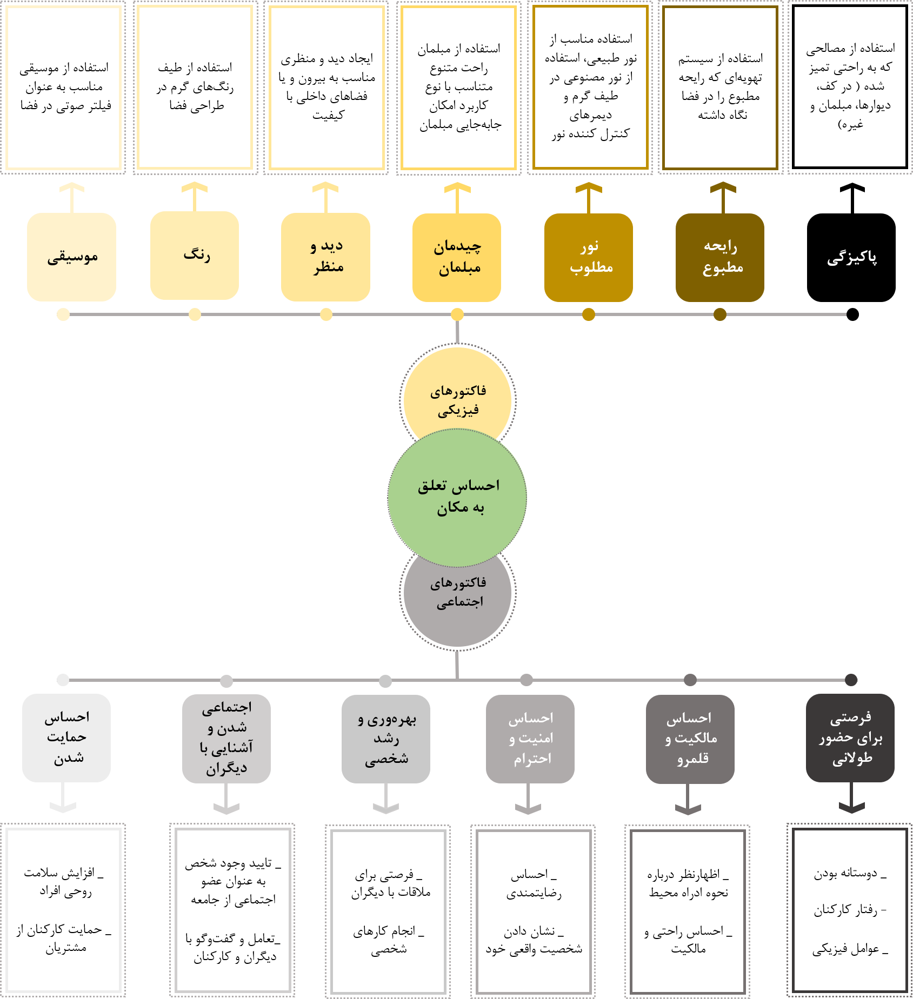 استفاده از مصالحی
که به راحتی تمیز
شده ( در کف،
دیوارها، مبلمان و
غیره)
استفاده از سیستم
تهویه‌ای که رایحه
مطبوع را در فضا
نگاه داشته
استفاده مناسب از
نور طبیعی، استفاده
از نور مصنوعی در
طیف گرم و
دیمرهای
کنترل کننده نور
استفاده از مبلمان
راحت متنوع
متناسب با نوع
کاربرد امکان
جابه‌جایی مبلمان
ایجاد دید و منظری
مناسب به بیرون و یا
فضاهای داخلی با
کیفیت
استفاده از طیف
رنگ‌های گرم در
طراحی فضا
استفاده از موسیقی
مناسب به عنوان
فیلتر صوتی در فضا
پاکیزگی
رایحه
مطبوع
نور
مطلوب
چیدمان
مبلمان
دید و
منظر
رنگ
موسیقی
فاکتورهای
فیزیکی
احساس تعلق
به مکان
فاکتورهای
اجتماعی
فرصتی
برای حضور
طولانی
احساس
مالکیت و
قلمرو
احساس
امنیت و
احترام
بهره‌وری و
رشد
شخصی
اجتماعی
شدن و
آشنایی با
دیگران
احساس
حمایت
شدن
_ دوستانه بودن
- رفتار کارکنان
_ عوامل فیزیکی
_ اظهارنظر درباره
نحوه ادراه محیط
_ احساس راحتی و
مالکیت
_ احساس
رضایتمندی
_ نشان دادن
شخصیت واقعی خود
_ فرصتی برای
ملاقات با دیگران
_ انجام کارهای
شخصی
_ تایید وجود شخص
به عنوان عضو
اجتماعی از جامعه
_تعامل و گفت‌وگو با
دیگران و کارکنان
_ افزایش سلامت
روحی افراد
_ حمایت کارکنان از
مشتریان